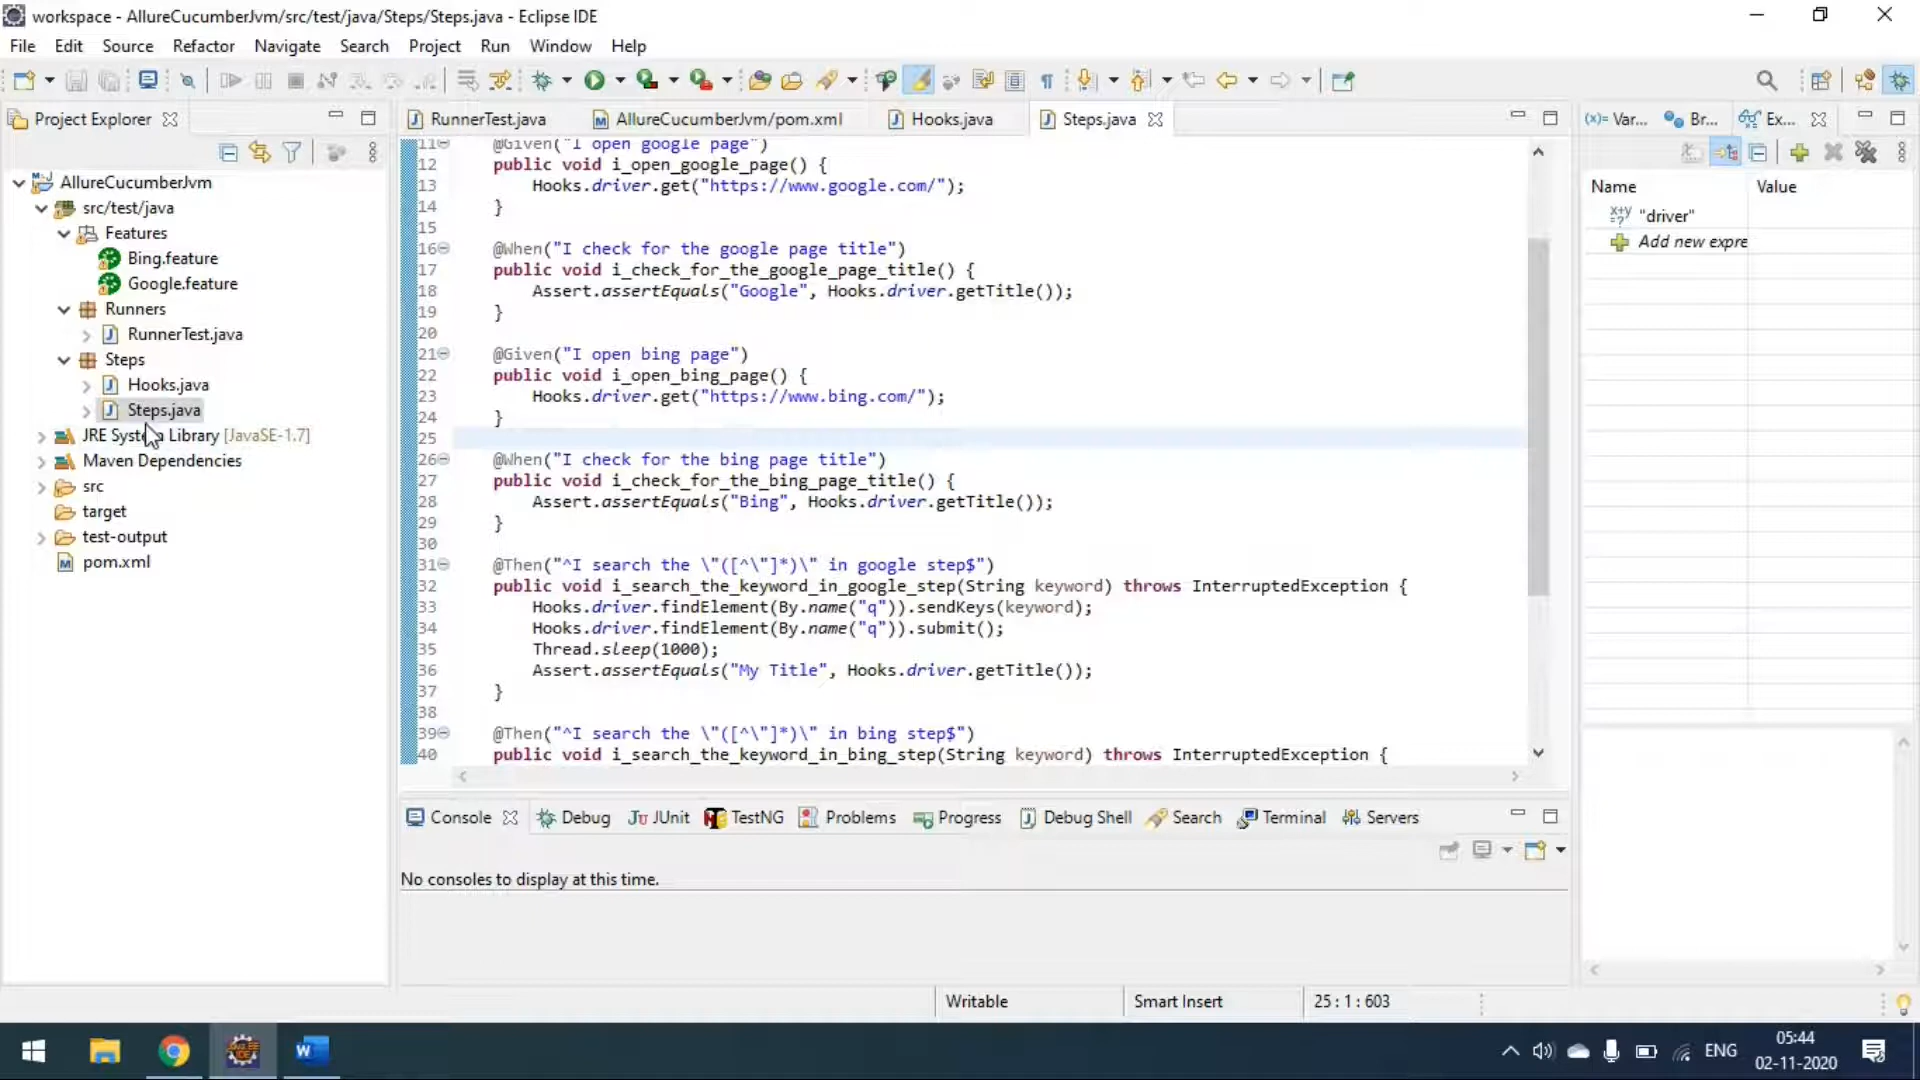 workspace - AllureCucumberJvm/src/test/java/Steps/Steps.java - Eclipse IDE
File Edit Source Refactor Navigate Search Project Run Window Help
Project Explorer
AllureCucumberJvm
src/test/java
Features
Bing.feature
Google.feature
Runners
RunnerTest.java
Steps
Hooks.java
Steps.java
JRE System Library [JavaSE-1.7]
Maven Dependencies
src
target
test-output
pom.xml
RunnerTest.java AllureCucumberJvm/pom.xml Hooks.java Steps.java
11 @Given("I open google page")
12 public void i_open_google_page() {
13 Hooks.driver.get("https://www.google.com/");
14 }
15
16 @When("I check for the google page title")
17 public void i_check_for_the_google_page_title() {
18 Assert.assertEquals("Google", Hooks.driver.getTitle());
19 }
20
21 @Given("I open bing page")
22 public void i_open_bing_page() {
23 Hooks.driver.get("https://www.bing.com/");
24 }
25
26 @When("I check for the bing page title")
27 public void i_check_for_the_bing_page_title() {
28 Assert.assertEquals("Bing", Hooks.driver.getTitle());
29 }
30
31 @Then("^I search the \"([^\"]*)\" in google step$")
32 public void i_search_the_keyword_in_google_step(String keyword) throws InterruptedException {
33 Hooks.driver.findElement(By.name("q")).sendKeys(keyword);
34 Hooks.driver.findElement(By.name("q")).submit();
35 Thread.sleep(1000);
36 Assert.assertEquals("My Title", Hooks.driver.getTitle());
37 }
38
39 @Then("^I search the \"([^\"]*)\" in bing step$")
40 public void i_search_the_keyword_in_bing_step(String keyword) throws InterruptedException {
(x)= Var... Br... Ex...
Name Value
"driver"
Add new expre
Console Debug JUnit TestNG Problems Progress Debug Shell Search Terminal Servers
No consoles to display at this time.
Writable Smart Insert 25 : 1 : 603
ENG
05:44
02-11-2020